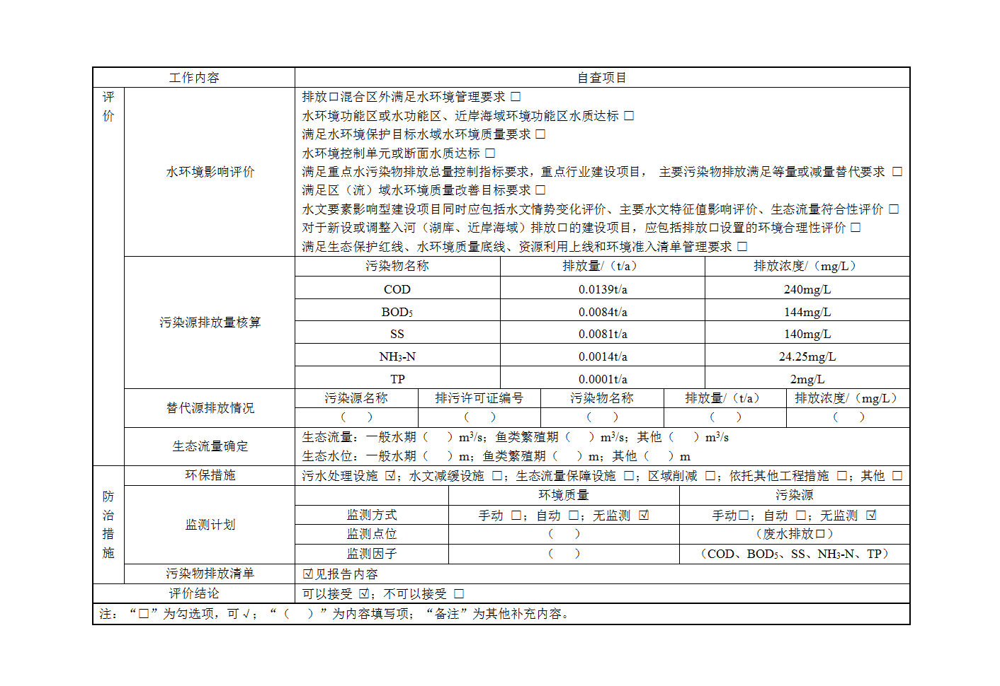 工作内容 自查项目
评价
水环境影响评价
排放口混合区外满足水环境管理要求 □
水环境功能区或水功能区、近岸海域环境功能区水质达标 □
满足水环境保护目标水域水环境质量要求 □
水环境控制单元或断面水质达标 □
满足重点水污染物排放总量控制指标要求，重点行业建设项目， 主要污染物排放满足等量或减量替代要求 □
满足区（流）域水环境质量改善目标要求 □
水文要素影响型建设项目同时应包括水文情势变化评价、主要水文特征值影响评价、生态流量符合性评价 □
对于新设或调整入河（湖库、近岸海域）排放口的建设项目，应包括排放口设置的环境合理性评价 □
满足生态保护红线、水环境质量底线、资源利用上线和环境准入清单管理要求 □
污染源排放量核算
污染物名称 排放量/（t/a） 排放浓度/（mg/L）
COD 0.0139t/a 240mg/L
BOD5 0.0084t/a 144mg/L
SS 0.0081t/a 140mg/L
NH3-N 0.0014t/a 24.25mg/L
TP 0.0001t/a 2mg/L
替代源排放情况
污染源名称 排污许可证编号 污染物名称 排放量/（t/a） 排放浓度/（mg/L）
（ ） （ ） （ ） （ ） （ ）
生态流量确定
生态流量：一般水期（ ）m³/s；鱼类繁殖期（ ）m³/s；其他（ ）m³/s
生态水位：一般水期（ ）m；鱼类繁殖期（ ）m；其他（ ）m
防治措施
环保措施 污水处理设施 ☑；水文减缓设施 □；生态流量保障设施 □；区域削减 □；依托其他工程措施 □；其他 □
监测计划
环境质量 污染源
监测方式 手动 □；自动 □；无监测 ☑ 手动□；自动 □；无监测 ☑
监测点位 （ ） （废水排放口）
监测因子 （ ） （COD、BOD5、SS、NH3-N、TP）
污染物排放清单 ☑见报告内容
评价结论 可以接受 ☑；不可以接受 □
注：“□”为勾选项，可√；“（ ）”为内容填写项；“备注”为其他补充内容。